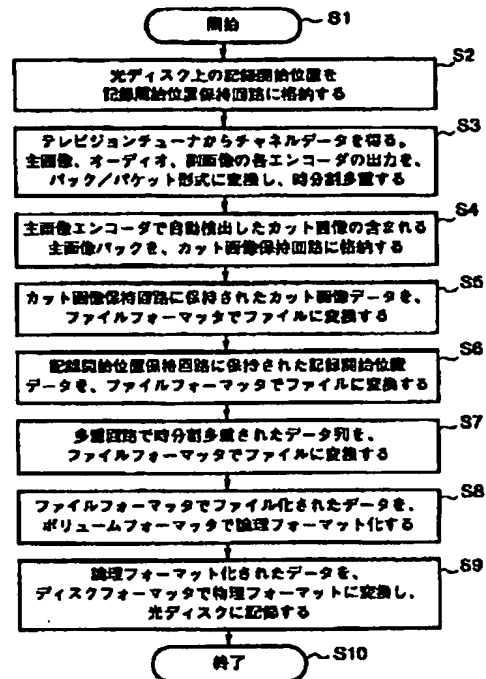 開始
S1
S2
光ディスク上の記録開始位置を
記録開始位置保持回路に格納する
S3
テレビジョンチューナからチャネルデータを得る。
主画像、オーディオ、副画像の各エンコーダの出力を、
パック/パケット形式に変換し、時分割多重する
S4
主画像エンコーダで自動検出したカット画像の含まれる
主画像パックを、カット画像保持回路に格納する
S5
カット画像保持回路に保持されたカット画像データを、
ファイルフォーマッタでファイルに変換する
S6
記録開始位置保持回路に保持された記録開始位置
データを、ファイルフォーマッタでファイルに変換する
S7
多重回路で時分割多重されたデータ列を、
ファイルフォーマッタでファイルに変換する
S8
ファイルフォーマッタでファイル化されたデータを、
ボリュームフォーマッタで論理フォーマット化する
S9
論理フォーマット化されたデータを、
ディスクフォーマッタで物理フォーマットに変換し、
光ディスクに記録する
終了
S10